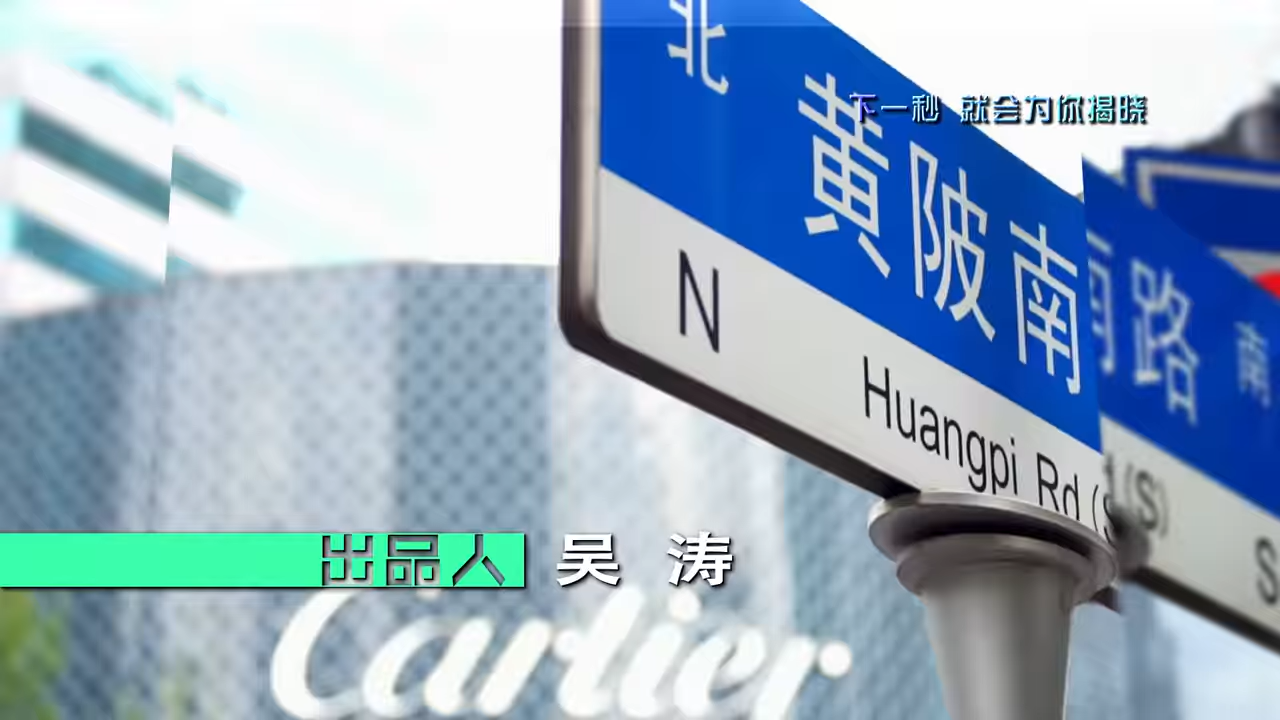 北 黄陂南路 南
下一秒 就会为你揭晓
N Huangpi Rd (S) S
出品人 吴 涛
Cartier